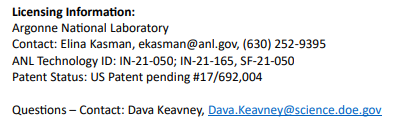 Licensing Information:
Argonne National Laboratory
Contact: Elina Kasman, ekasman@anl.gov, (630) 252-9395
ANL Technology ID: IN-21-050; IN-21-165, SF-21-050
Patent Status: US Patent pending #17/692,004
Questions – Contact: Dava Keavney, Dava.Keavney@science.doe.gov